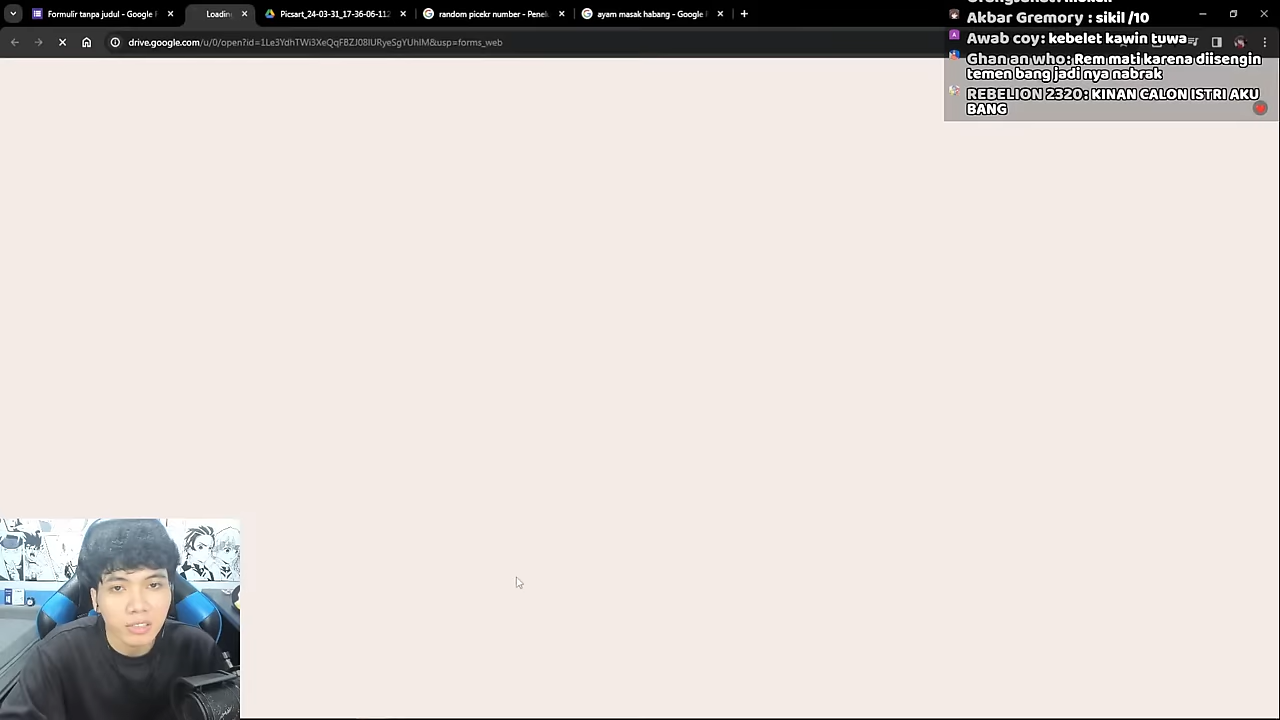 Formulir tanpa judul - Google
Loading
Picsart_24-03-31_17-36-06-112
random picekr number - Penel
ayam masak habang - Google
drive.google.com/u/0/open?id=1Le3YdhTWi3XeQqFBZJ08IURyeSgYUhIM&usp=forms_web
Akbar Gremory : sikil /10
Awab coy: kebelet kawin tuwa
Ghan an who: Rem mati karena diisengin
temen bang jadi nya nabrak
REBELION 2320: KINAN CALON ISTRI AKU
BANG